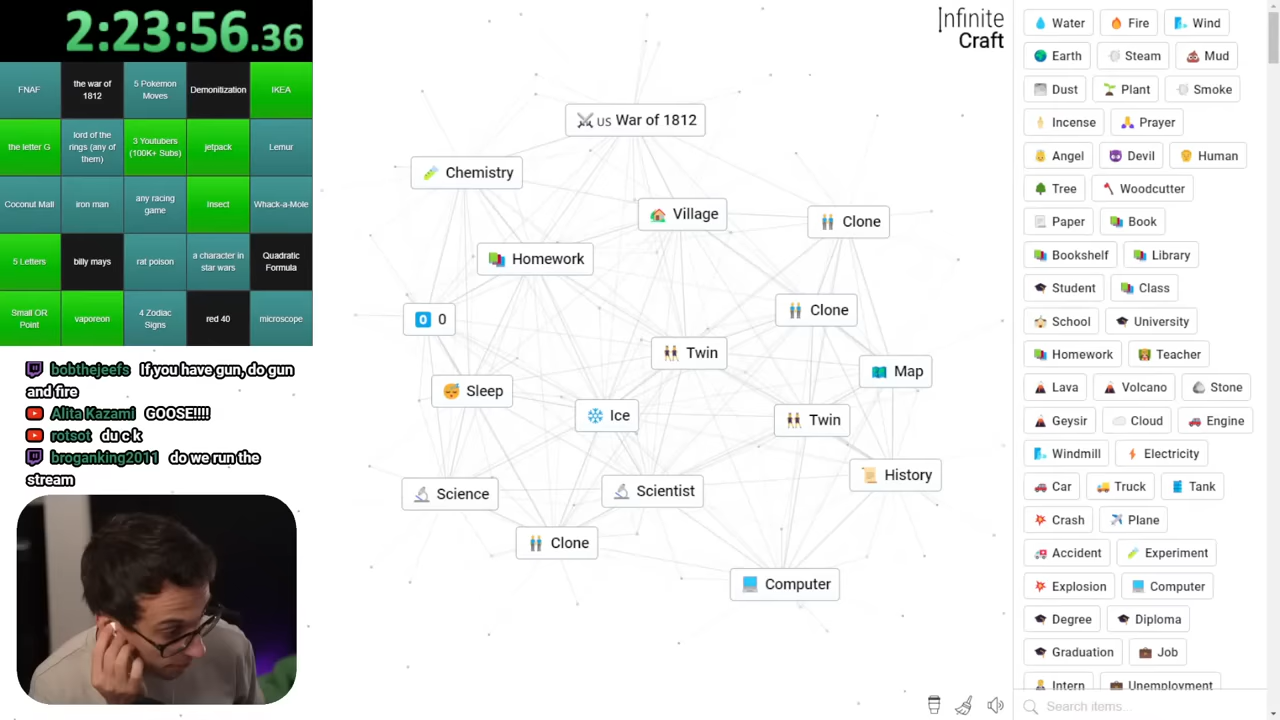 2:23:56.36
FNAF
the war of
1812
5 Pokemon
Moves
Demonitization
IKEA
the letter G
lord of the
rings (any of
them)
3 Youtubers
(100K+ Subs)
jetpack
Lemur
Coconut Mall
iron man
any racing
game
Insect
Whack-a-Mole
5 Letters
billy mays
rat poison
a character in
star wars
Quadratic
Formula
Small OR
Point
vaporeon
4 Zodiac
Signs
red 40
microscope
bobthejeefs If you have gun, do gun
and fire
Alita Kazami GOOSE!!!!
rotsot du c k
broganking2011 do we run the
stream
Infinite
Craft
US War of 1812
Chemistry
Village
Clone
Homework
0 0
Clone
Twin
Map
Sleep
Ice
Twin
History
Science
Scientist
Clone
Computer
Water
Fire
Wind
Earth
Steam
Mud
Dust
Plant
Smoke
Incense
Prayer
Angel
Devil
Human
Tree
Woodcutter
Paper
Book
Bookshelf
Library
Student
Class
School
University
Homework
Teacher
Lava
Volcano
Stone
Geysir
Cloud
Engine
Windmill
Electricity
Car
Truck
Tank
Crash
Plane
Accident
Experiment
Explosion
Computer
Degree
Diploma
Graduation
Job
Intern
Unemployment
Search items...